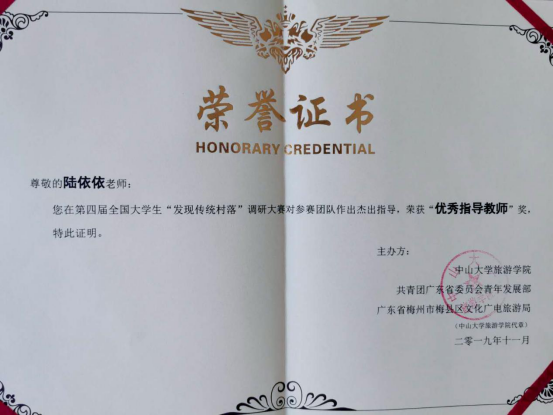 荣誉证书
HONORARY CREDENTIAL
尊敬的陆依依老师：
您在第四届全国大学生“发现传统村落”调研大赛对参赛团队作出杰出指导，荣获“优秀指导教师”奖，
特此证明。
主办方：
中山大学旅游学院
共青团广东省委员会青年发展部
广东省梅州市梅县区文化广电旅游局
（中山大学旅游学院代章）
二零一九年十一月